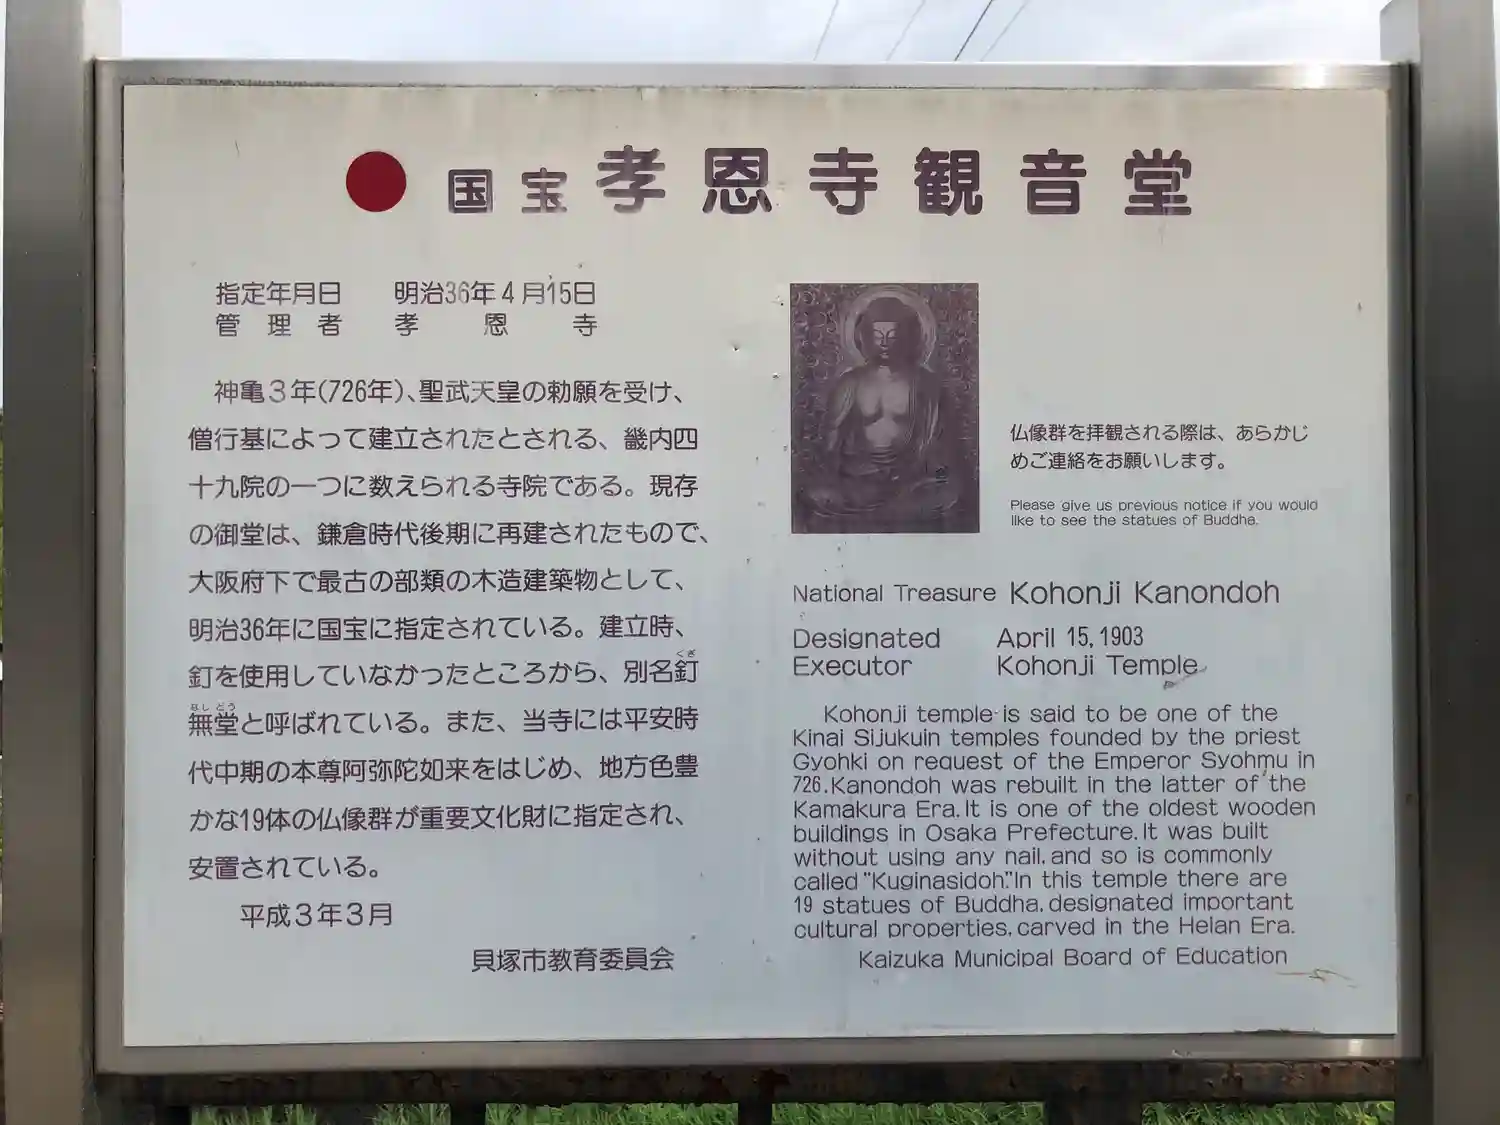 国宝 孝恩寺観音堂
指定年月日 明治36年4月15日
管理者 孝恩寺
神亀3年(726年)、聖武天皇の勅願を受け、
僧行基によって建立されたとされる、畿内四
十九院の一つに数えられる寺院である。現存
の御堂は、鎌倉時代後期に再建されたもので、
大阪府下で最古の部類の木造建築物として、
明治36年に国宝に指定されている。建立時、
釘を使用していなかったところから、別名釘
くぎ
無堂と呼ばれている。また、当寺には平安時
なしどう
代中期の本尊阿弥陀如来をはじめ、地方色豊
かな19体の仏像群が重要文化財に指定され、
安置されている。
平成3年3月
貝塚市教育委員会
仏像群を拝観される際は、あらかじ
めご連絡をお願いします。
Please give us previous notice if you would
like to see the statues of Buddha.
National Treasure Kohonji Kanondoh
Designated April 15, 1903
Executor Kohonji Temple
Kohonji temple is said to be one of the
Kinai Sijukuin temples founded by the priest
Gyohki on request of the Emperor Syohmu in
726. Kanondoh was rebuilt in the latter of the
Kamakura Era. It is one of the oldest wooden
buildings in Osaka Prefecture. It was built
without using any nail, and so is commonly
called "Kuginasidoh." In this temple there are
19 statues of Buddha, designated important
cultural properties, carved in the Heian Era.
Kaizuka Municipal Board of Education